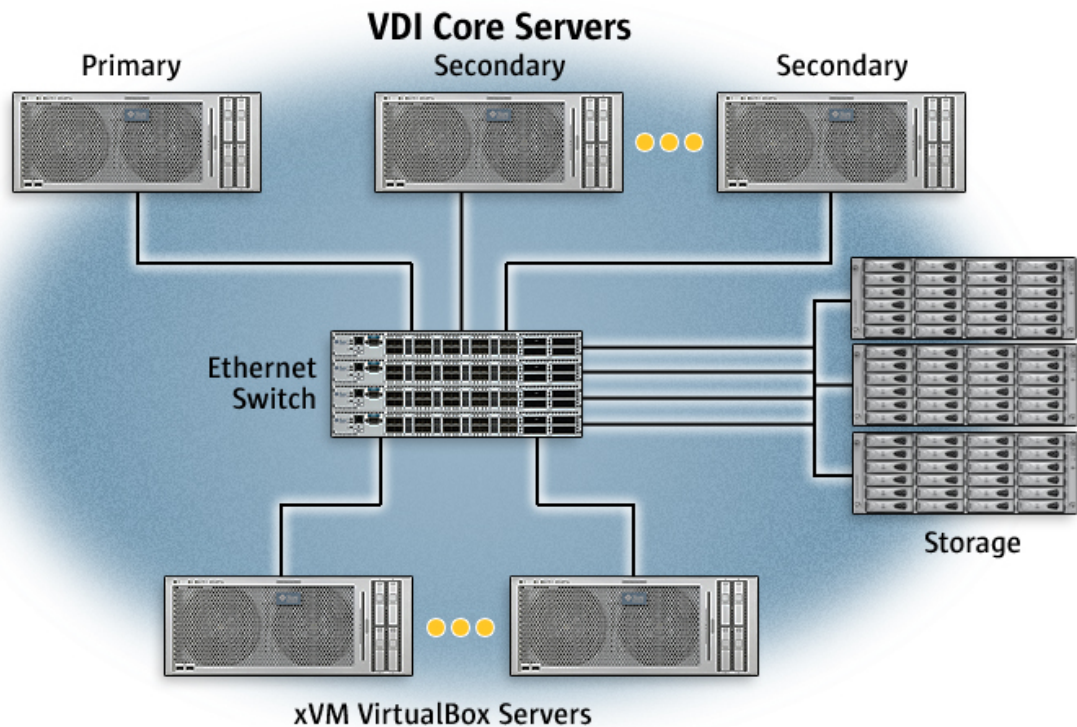 VDI Core Servers
Primary
Secondary
Secondary
Ethernet
Switch
Storage
xVM VirtualBox Servers